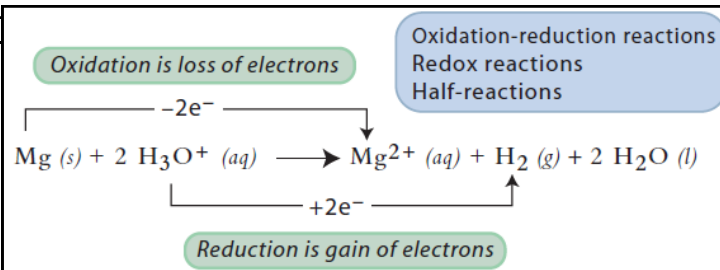 Oxidation-reduction reactions
Redox reactions
Half-reactions
Oxidation is loss of electrons
−2e⁻
Mg (s) + 2 H₃O⁺ (aq) ⟶ Mg²⁺ (aq) + H₂ (g) + 2 H₂O (l)
+2e⁻
Reduction is gain of electrons